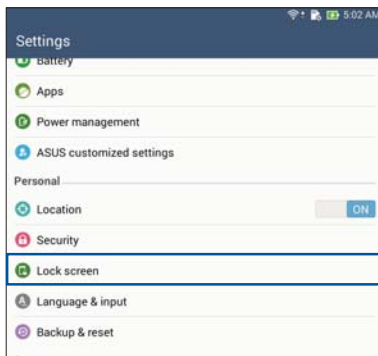 5:02 AM
Settings
Battery
Apps
Power management
ASUS customized settings
Personal
Location ON
Security
Lock screen
Language & input
Backup & reset